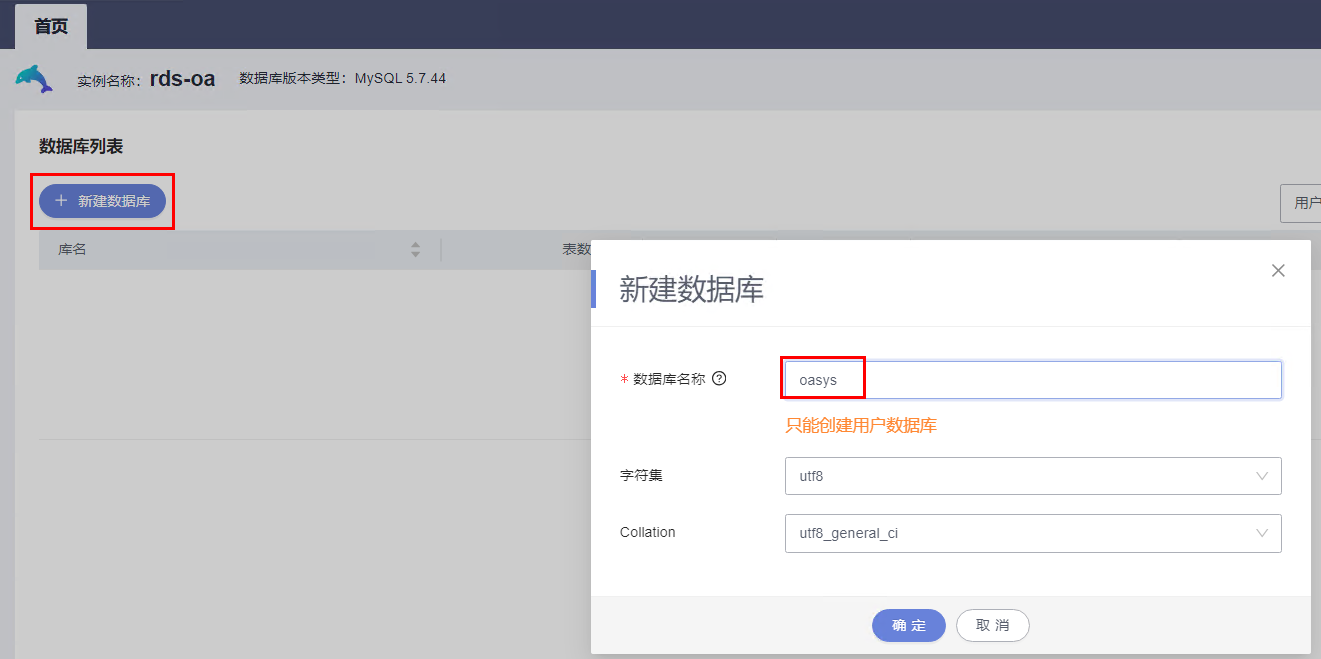 首页
实例名称： rds-oa 数据库版本类型： MySQL 5.7.44
数据库列表
+ 新建数据库
用户
库名 表数
新建数据库
* 数据库名称 ?
oasys
只能创建用户数据库
字符集 utf8
Collation utf8_general_ci
确定 取消